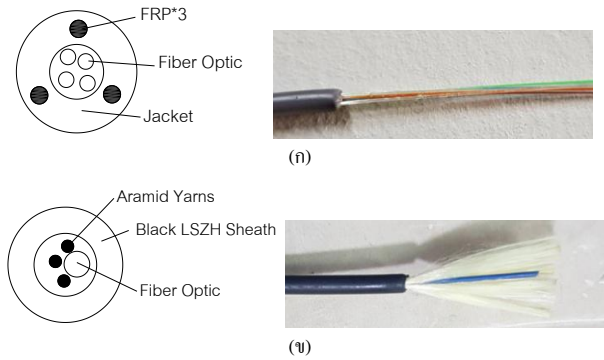 FRP*3
Fiber Optic
Jacket
(ก)
Aramid Yarns
Black LSZH Sheath
Fiber Optic
(ข)